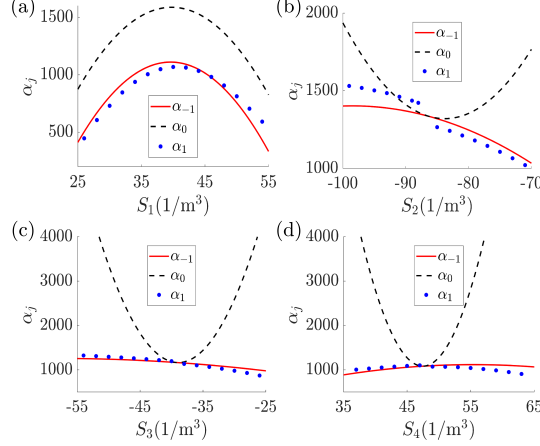 (a)
1500
1000
500
α_j
α_{-1}
α_0
α_1
25 35 45 55
S_1(1/m^3)
(b)
2000
1500
1000
α_j
α_{-1}
α_0
α_1
-100 -90 -80 -70
S_2(1/m^3)
(c)
4000
3000
2000
1000
α_j
α_{-1}
α_0
α_1
-55 -45 -35 -25
S_3(1/m^3)
(d)
4000
3000
2000
1000
α_j
α_{-1}
α_0
α_1
35 45 55 65
S_4(1/m^3)